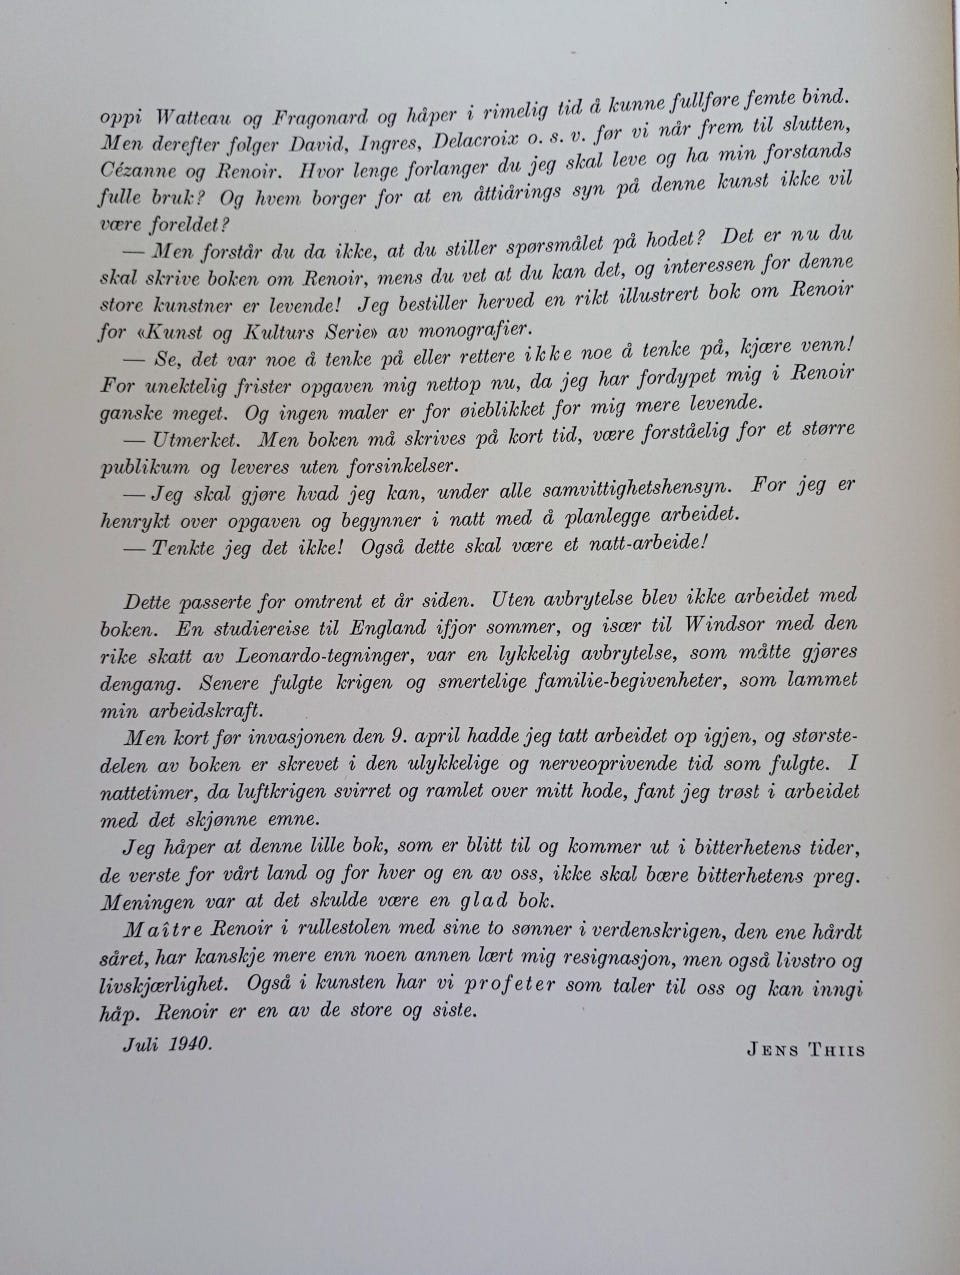 oppi Watteau og Fragonard og håper i rimelig tid å kunne fullføre femte bind.
Men derefter følger David, Ingres, Delacroix o. s. v. før vi når frem til slutten,
Cézanne og Renoir. Hvor lenge forlanger du jeg skal leve og ha min forstands
fulle bruk? Og hvem borger for at en åttiårings syn på denne kunst ikke vil
være foreldet?
— Men forstår du da ikke, at du stiller spørsmålet på hodet? Det er nu du
skal skrive boken om Renoir, mens du vet at du kan det, og interessen for denne
store kunstner er levende! Jeg bestiller herved en rikt illustrert bok om Renoir
for «Kunst og Kulturs Serie» av monografier.
— Se, det var noe å tenke på eller rettere ikke noe å tenke på, kjære venn!
For unektelig frister opgaven mig nettop nu, da jeg har fordypet mig i Renoir
ganske meget. Og ingen maler er for øieblikket for mig mere levende.
— Utmerket. Men boken må skrives på kort tid, være forståelig for et større
publikum og leveres uten forsinkelser.
— Jeg skal gjøre hvad jeg kan, under alle samvittighetshensyn. For jeg er
henrykt over opgaven og begynner i natt med å planlegge arbeidet.
— Tenkte jeg det ikke! Også dette skal være et natt-arbeide!
Dette passerte for omtrent et år siden. Uten avbrytelse blev ikke arbeidet med
boken. En studiereise til England ifjor sommer, og især til Windsor med den
rike skatt av Leonardo-tegninger, var en lykkelig avbrytelse, som måtte gjøres
dengang. Senere fulgte krigen og smertelige familie-begivenheter, som lammet
min arbeidskraft.
Men kort før invasjonen den 9. april hadde jeg tatt arbeidet op igjen, og største-
delen av boken er skrevet i den ulykkelige og nerveoprivende tid som fulgte. I
nattetimer, da luftkrigen svirret og ramlet over mitt hode, fant jeg trøst i arbeidet
med det skjønne emne.
Jeg håper at denne lille bok, som er blitt til og kommer ut i bitterhetens tider,
de verste for vårt land og for hver og en av oss, ikke skal bære bitterhetens preg.
Meningen var at det skulde være en glad bok.
Maître Renoir i rullestolen med sine to sønner i verdenskrigen, den ene hårdt
såret, har kanskje mere enn noen annen lært mig resignasjon, men også livstro og
livskjærlighet. Også i kunsten har vi profeter som taler til oss og kan inngi
håp. Renoir er en av de store og siste.
Juli 1940.
JENS THIIS